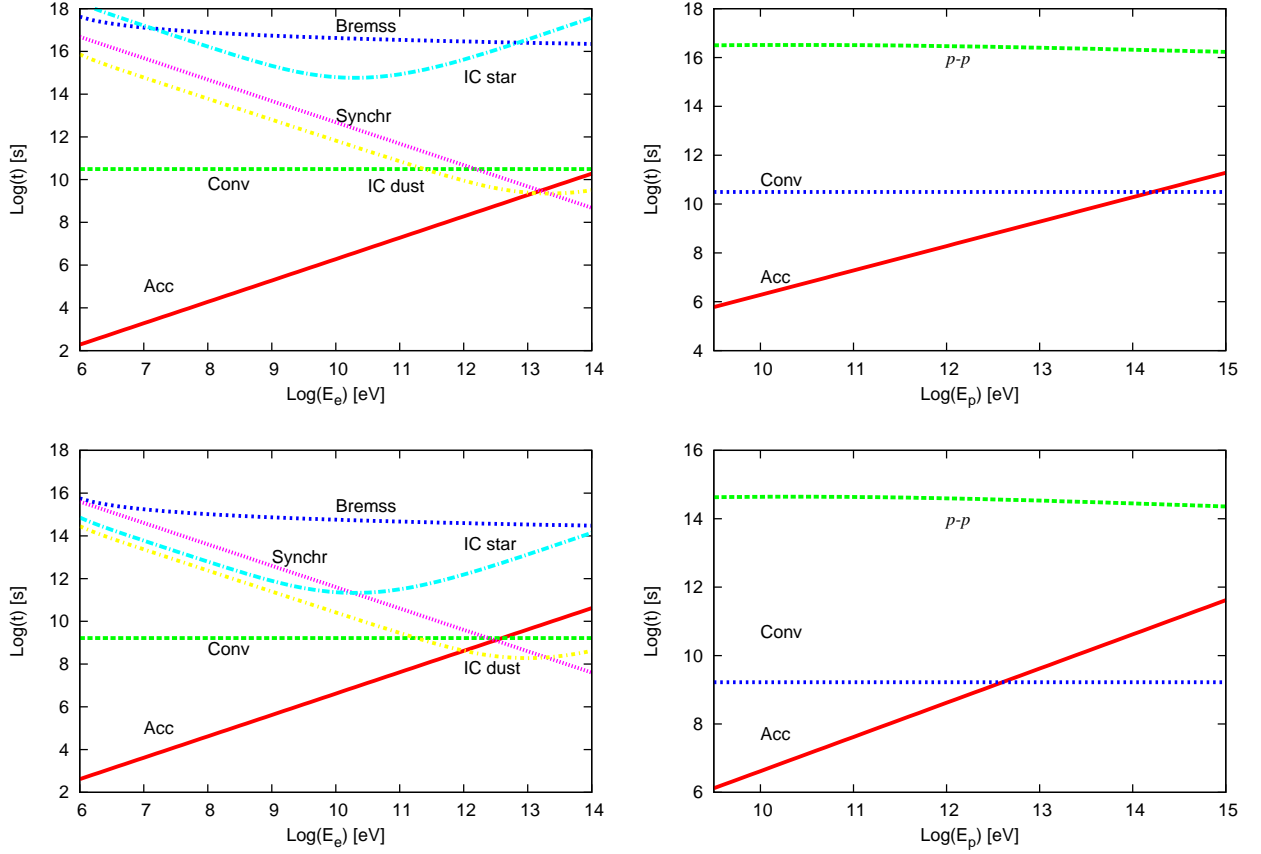 18
16
14
12
10
8
6
4
2
Log(t) [s]
Bremss
IC star
Synchr
Conv
IC dust
Acc
6 7 8 9 10 11 12 13 14
Log(E_e) [eV]
18
16
14
12
10
8
6
4
Log(t) [s]
p-p
Conv
Acc
10 11 12 13 14 15
Log(E_p) [eV]
18
16
14
12
10
8
6
4
2
Log(t) [s]
Bremss
IC star
Synchr
Conv
IC dust
Acc
6 7 8 9 10 11 12 13 14
Log(E_e) [eV]
16
14
12
10
8
6
Log(t) [s]
p-p
Conv
Acc
10 11 12 13 14 15
Log(E_p) [eV]